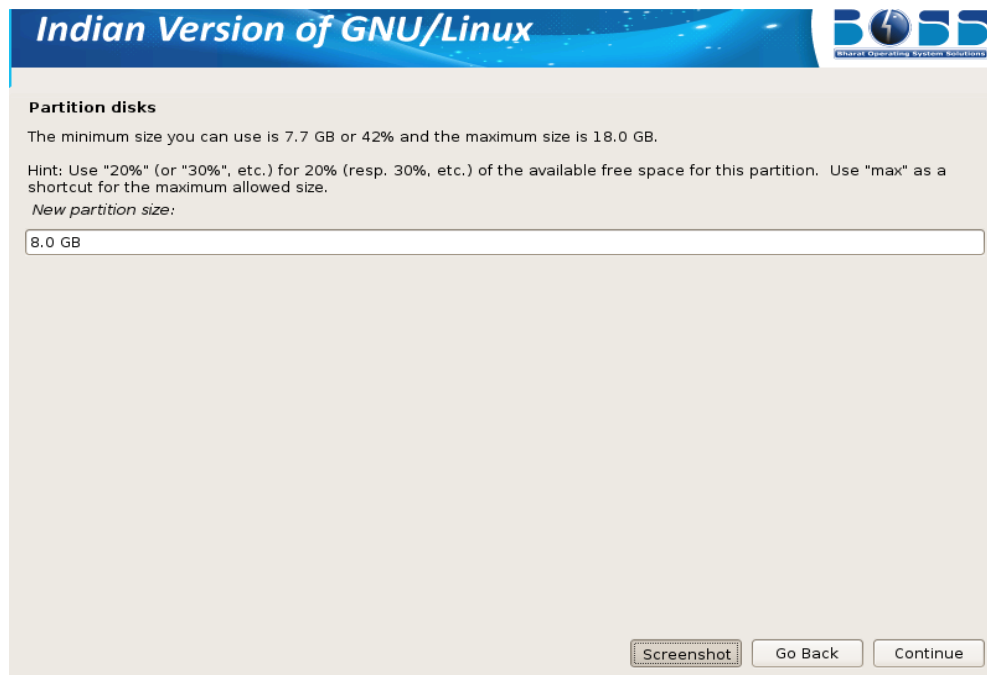 Indian Version of GNU/Linux
BOSS
Bharat Operating System Solutions
Partition disks
The minimum size you can use is 7.7 GB or 42% and the maximum size is 18.0 GB.
Hint: Use "20%" (or "30%", etc.) for 20% (resp. 30%, etc.) of the available free space for this partition.  Use "max" as a
shortcut for the maximum allowed size.
New partition size:
8.0 GB
Screenshot
Go Back
Continue